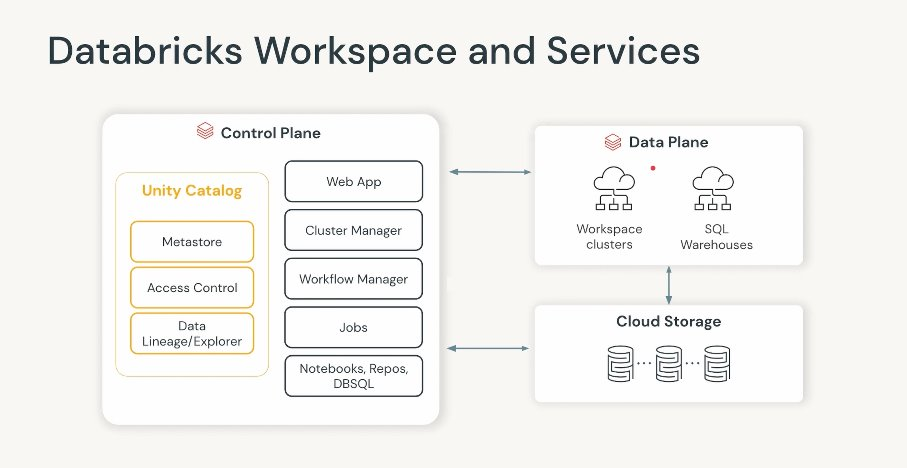 Databricks Workspace and Services
Control Plane
Unity Catalog
Metastore
Access Control
Data
Lineage/Explorer
Web App
Cluster Manager
Workflow Manager
Jobs
Notebooks, Repos,
DBSQL
Data Plane
Workspace
clusters
SQL
Warehouses
Cloud Storage